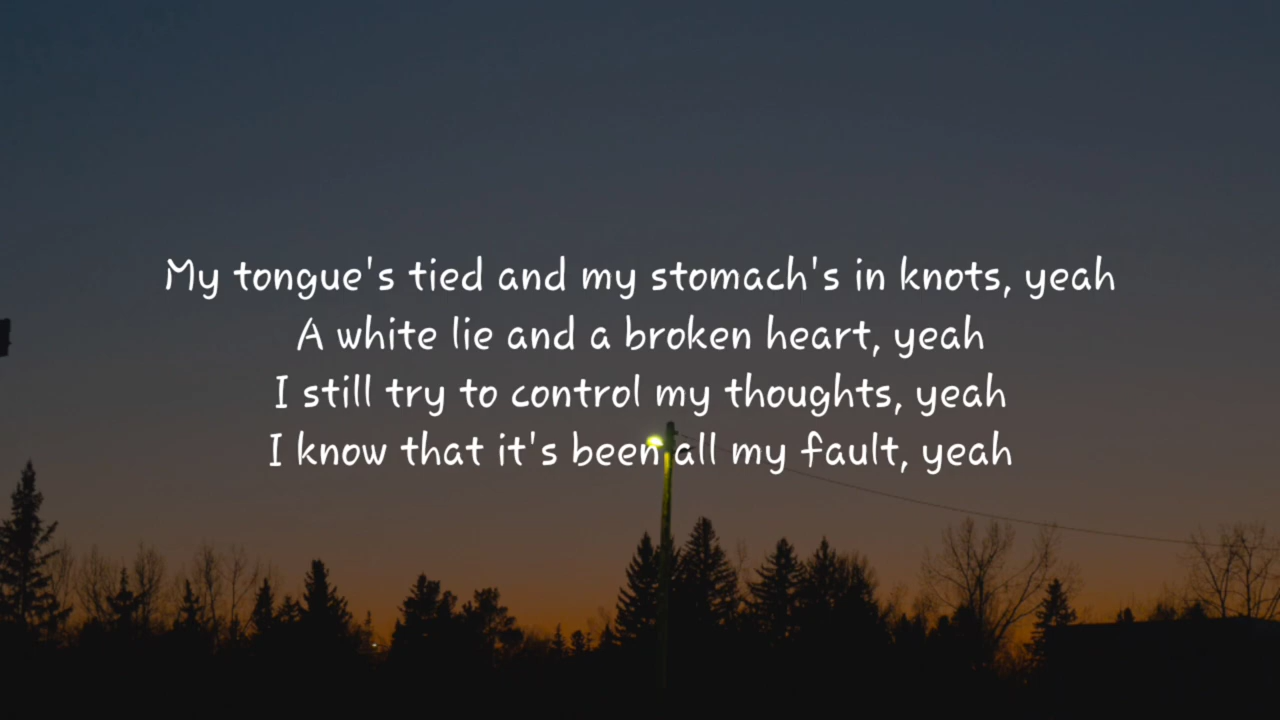 My tongue's tied and my stomach's in knots, yeah
A white lie and a broken heart, yeah
I still try to control my thoughts, yeah
I know that it's been all my fault, yeah